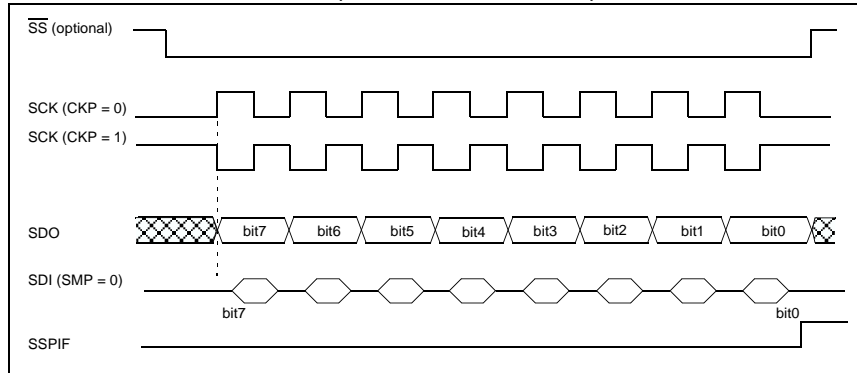 SS (optional)
SCK (CKP = 0)
SCK (CKP = 1)
SDO
bit7 bit6 bit5 bit4 bit3 bit2 bit1 bit0
SDI (SMP = 0)
bit7 bit0
SSPIF